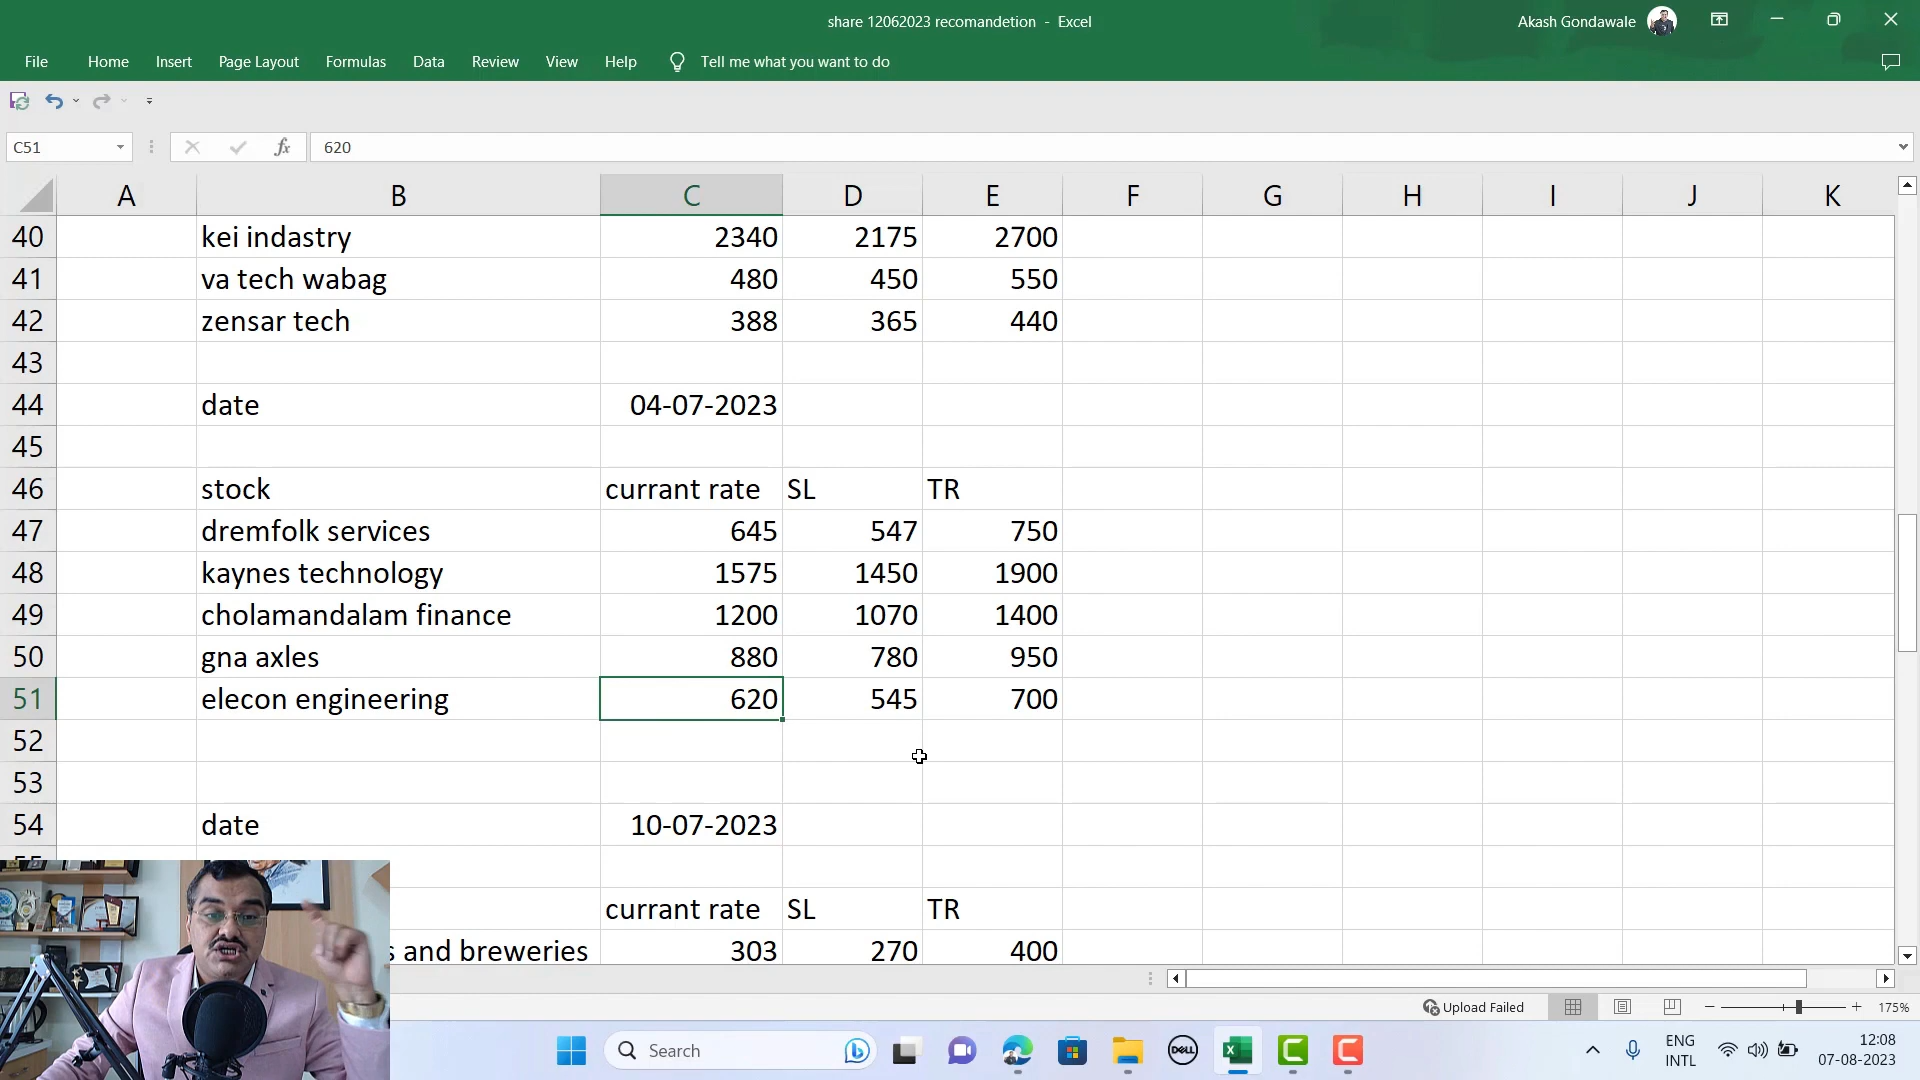 share 12062023 recomandetion - Excel
Akash Gondawale
File Home Insert Page Layout Formulas Data Review View Help Tell me what you want to do
C51 620
A B C D E F G H I J K
40 kei indastry 2340 2175 2700
41 va tech wabag 480 450 550
42 zensar tech 388 365 440
43
44 date 04-07-2023
45
46 stock currant rate SL TR
47 dremfolk services 645 547 750
48 kaynes technology 1575 1450 1900
49 cholamandalam finance 1200 1070 1400
50 gna axles 880 780 950
51 elecon engineering 620 545 700
52
53
54 date 10-07-2023
55
currant rate SL TR
s and breweries 303 270 400
Upload Failed 175%
Search
DELL
ENG
INTL
12:08
07-08-2023